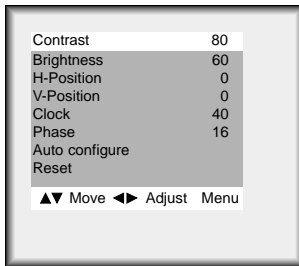 Contrast 80
Brightness 60
H-Position 0
V-Position 0
Clock 40
Phase 16
Auto configure
Reset
▲▼ Move ◀▶ Adjust Menu